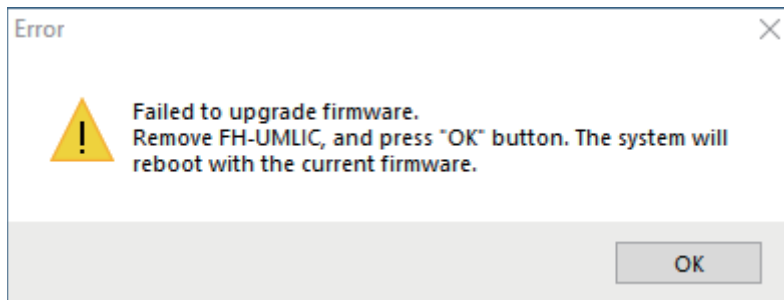 Error
Failed to upgrade firmware.
Remove FH-UMLIC, and press "OK" button. The system will
reboot with the current firmware.
OK